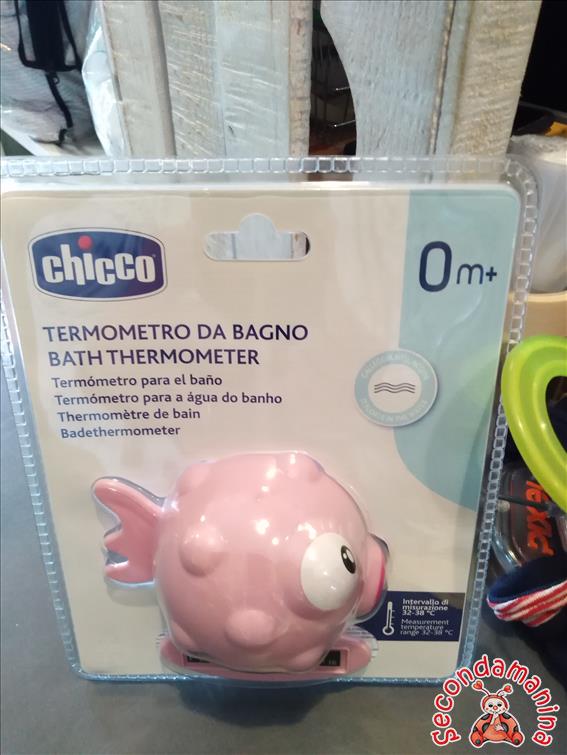 chicco
0m+
TERMOMETRO DA BAGNO
BATH THERMOMETER
Termómetro para el baño
Termómetro para a água do banho
Thermomètre de bain
Badethermometer
Intervallo di
misurazione
32-38 °C
Measurement
temperature
range 32-38 °C
secondamanina